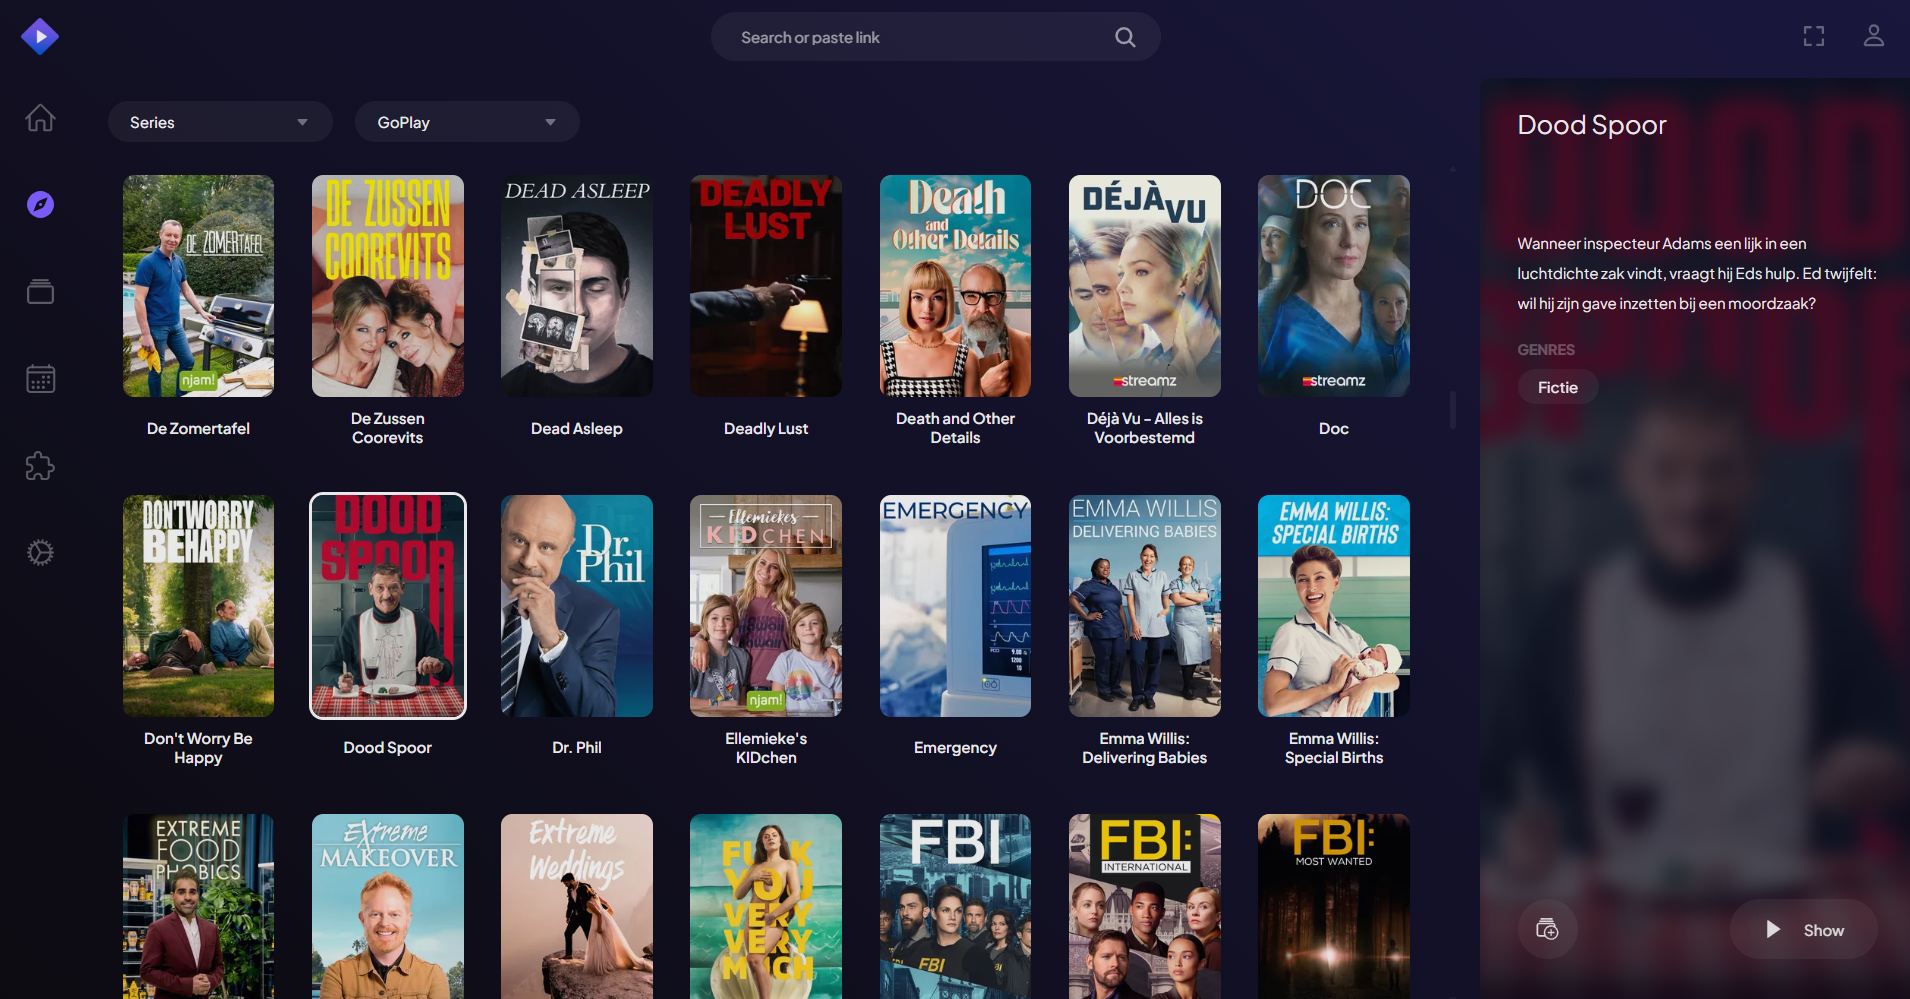 Search or paste link
Series
GoPlay
DE ZOMERTAFEL
njam!
De Zomertafel
DE ZUSSEN
COOREVITS
De Zussen
Coorevits
DEAD ASLEEP
Dead Asleep
DEADLY
LUST
Deadly Lust
Death
and
Other Details
Death and Other
Details
DÉJÀ VU
streamz
Déjà Vu - Alles is
Voorbestemd
DOC
streamz
Doc
DON'T WORRY
BE HAPPY
Don't Worry Be
Happy
DOOD
SPOOR
Dood Spoor
Dr.
Phil
Dr. Phil
Ellemiekes
KIDCHEN
njam!
Ellemieke's
KIDchen
EMERGENCY
Emergency
EMMA WILLIS
DELIVERING BABIES
Emma Willis:
Delivering Babies
EMMA WILLIS:
SPECIAL BIRTHS
Emma Willis:
Special Births
EXTREME
FOOD
PHOBICS
EXtreme
MAKEOVER
Extreme
Weddings
YOU
VERY
VERY
MUCH
FBI
FBI
FBI:
INTERNATIONAL
FBI:
MOST WANTED
Dood Spoor
Wanneer inspecteur Adams een lijk in een
luchtdichte zak vindt, vraagt hij Eds hulp. Ed twijfelt:
wil hij zijn gave inzetten bij een moordzaak?
GENRES
Fictie
Show